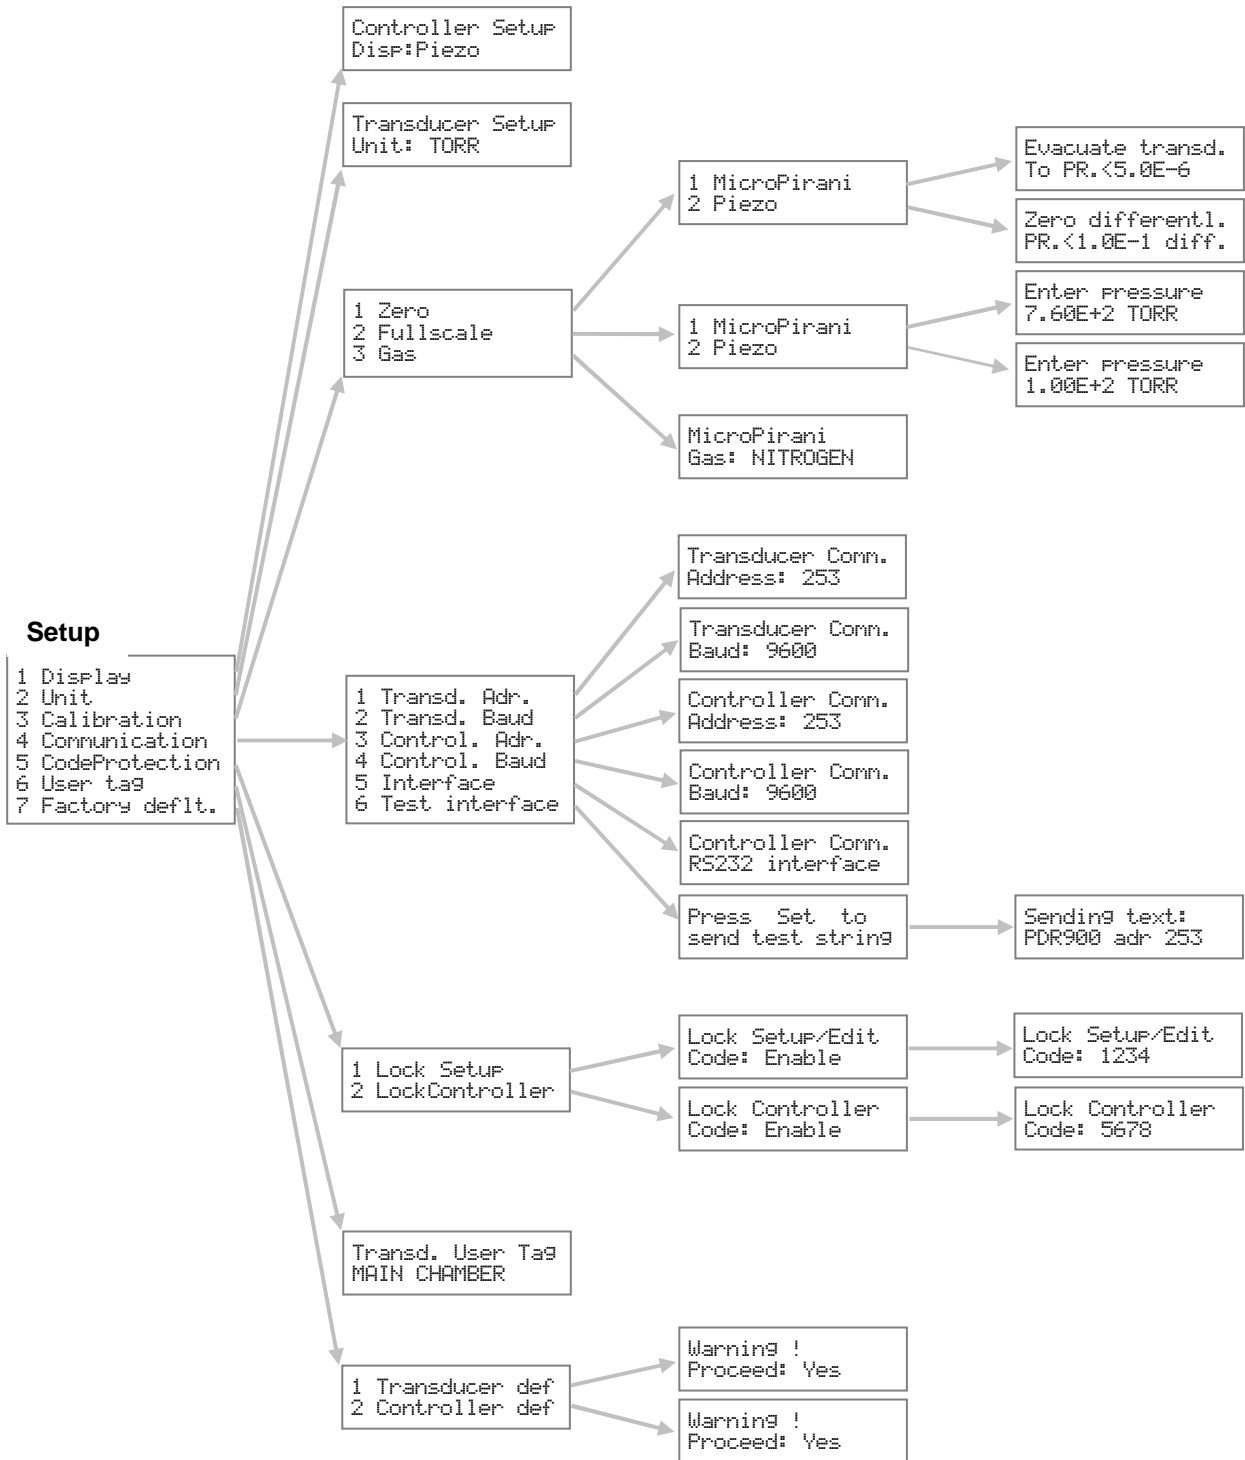 Controller Setup
Disp:Piezo
Transducer Setup
Unit: TORR
1 MicroPirani
2 Piezo
Evacuate transd.
To PR.<5.0E-6
Zero differentl.
PR.<1.0E-1 diff.
1 Zero
2 Fullscale
3 Gas
1 MicroPirani
2 Piezo
Enter pressure
7.60E+2 TORR
Enter pressure
1.00E+2 TORR
MicroPirani
Gas: NITROGEN
Setup
1 Display
2 Unit
3 Calibration
4 Communication
5 CodeProtection
6 User tag
7 Factory deflt.
1 Transd. Adr.
2 Transd. Baud
3 Control. Adr.
4 Control. Baud
5 Interface
6 Test interface
Transducer Comm.
Address: 253
Transducer Comm.
Baud: 9600
Controller Comm.
Address: 253
Controller Comm.
Baud: 9600
Controller Comm.
RS232 interface
Press Set to
send test string
Sending text:
PDR900 adr 253
1 Lock Setup
2 LockController
Lock Setup/Edit
Code: Enable
Lock Setup/Edit
Code: 1234
Lock Controller
Code: Enable
Lock Controller
Code: 5678
Transd. User Tag
MAIN CHAMBER
1 Transducer def
2 Controller def
Warning !
Proceed: Yes
Warning !
Proceed: Yes